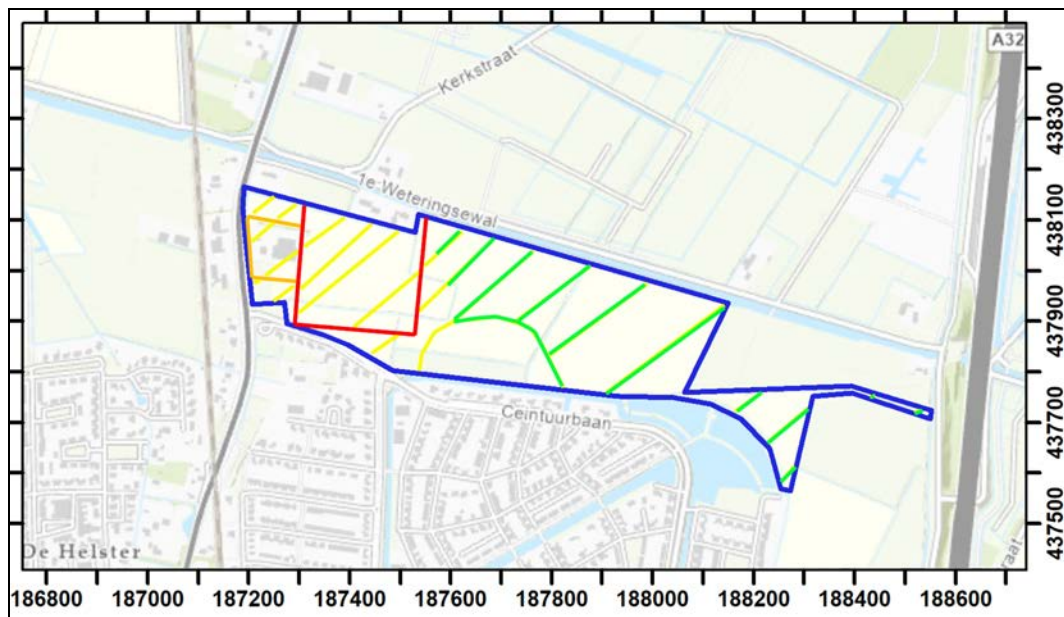 A32
Kerkstraat
438300
1e Weteringsewal
438100
437900
437700
Ceintuurbaan
437500
De Helster
raat
186800 187000 187200 187400 187600 187800 188000 188200 188400 188600